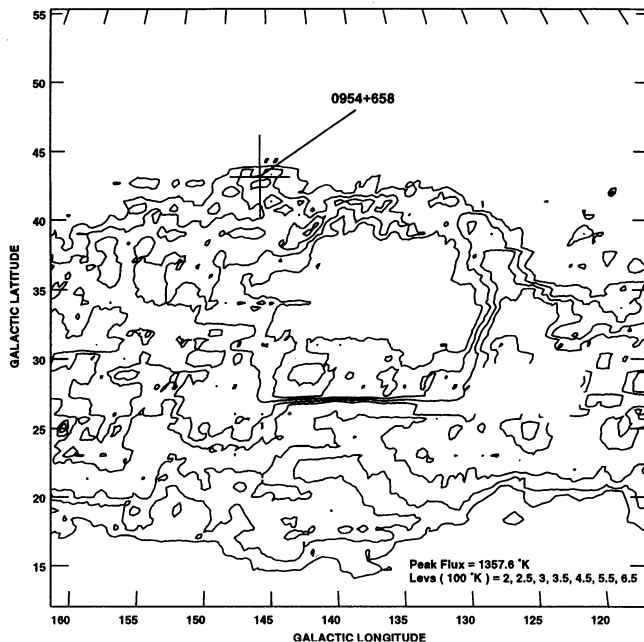 55
50
0954+658
45
40
35
30
25
20
15
GALACTIC LATITUDE
Peak Flux = 1357.6 °K
Levs ( 100 °K ) = 2, 2.5, 3, 3.5, 4.5, 5.5, 6.5
160 155 150 145 140 135 130 125 120
GALACTIC LONGITUDE